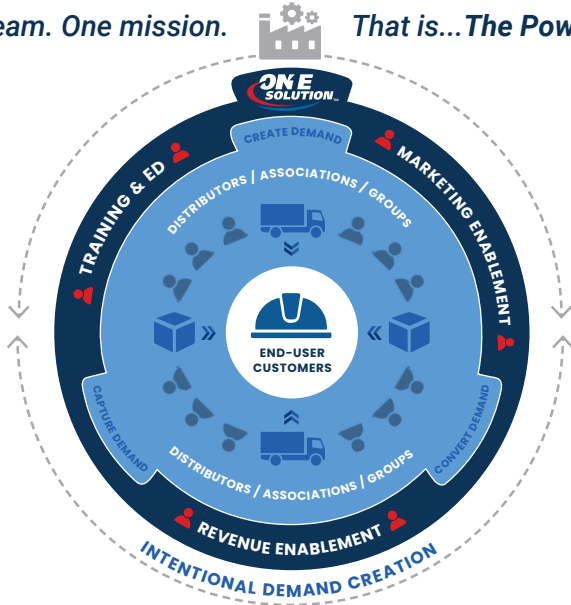 eam. One mission.
That is...The Pow
ONE
SOLUTION™
CREATE DEMAND
TRAINING & ED
MARKETING ENABLEMENT
DISTRIBUTORS / ASSOCIATIONS / GROUPS
END-USER
CUSTOMERS
CAPTURE DEMAND
CONVERT DEMAND
DISTRIBUTORS / ASSOCIATIONS / GROUPS
REVENUE ENABLEMENT
INTENTIONAL DEMAND CREATION